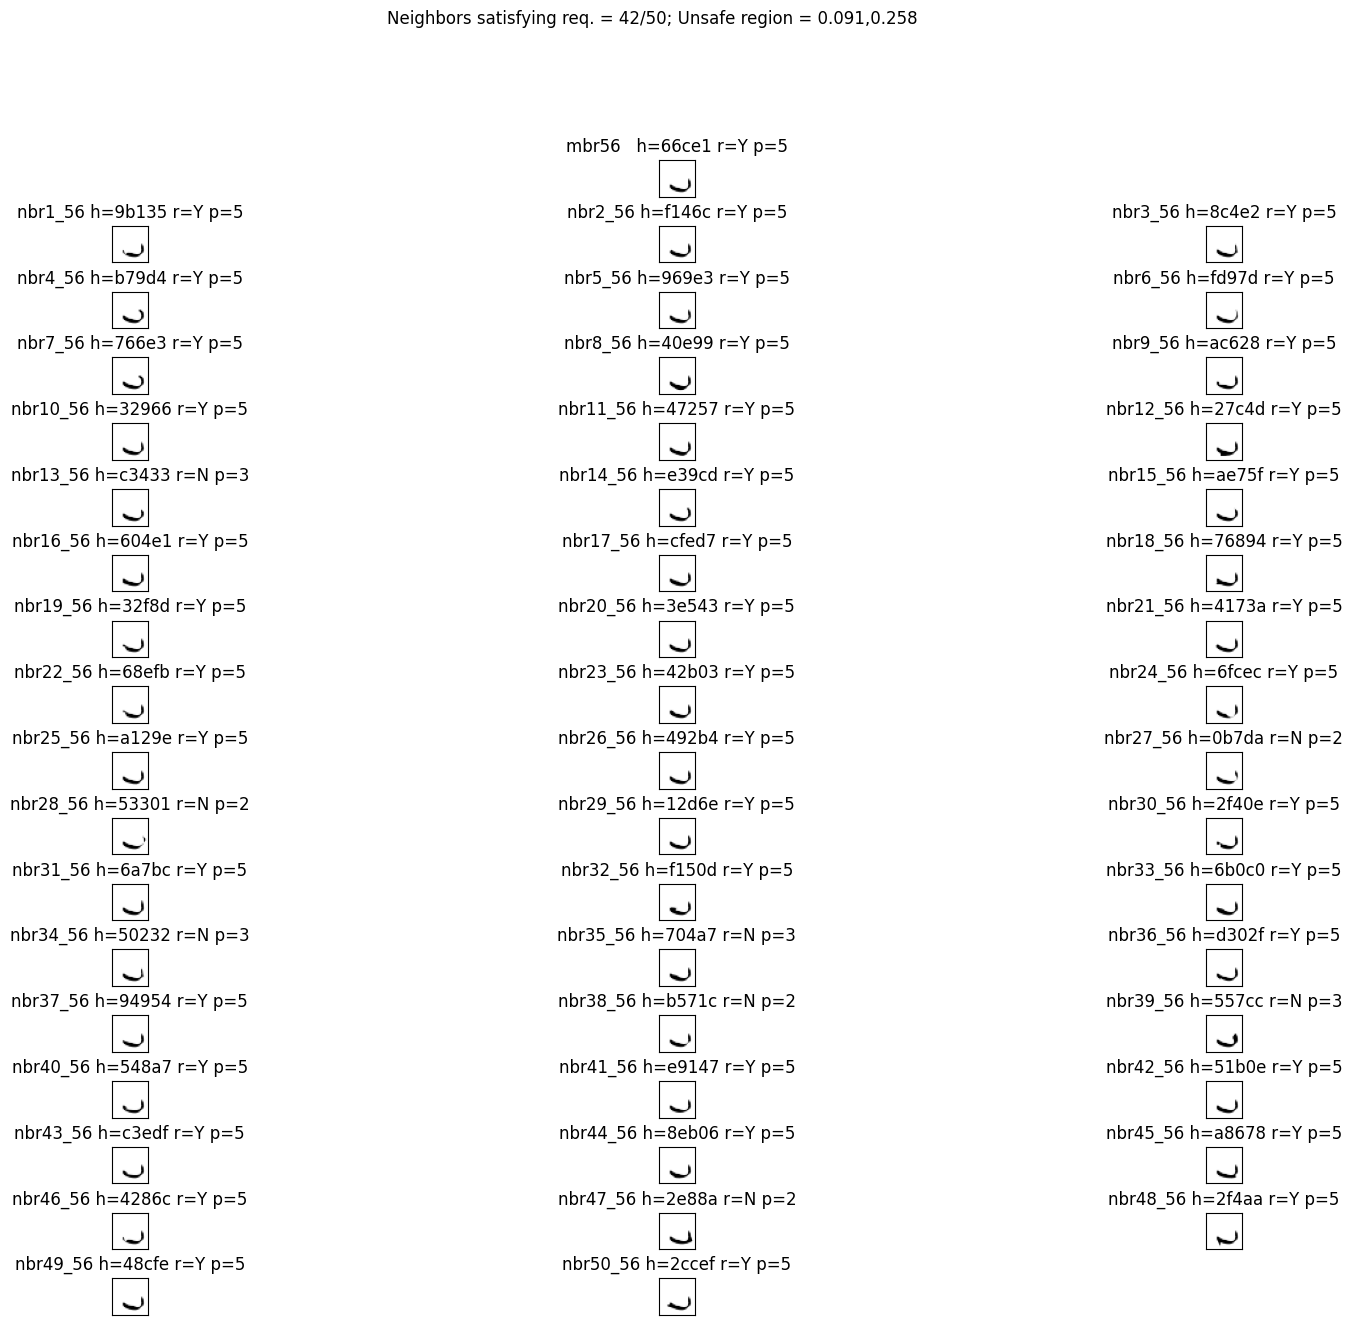 Neighbors satisfying req. = 42/50; Unsafe region = 0.091,0.258
mbr56   h=66ce1 r=Y p=5
nbr1_56 h=9b135 r=Y p=5
nbr2_56 h=f146c r=Y p=5
nbr3_56 h=8c4e2 r=Y p=5
nbr4_56 h=b79d4 r=Y p=5
nbr5_56 h=969e3 r=Y p=5
nbr6_56 h=fd97d r=Y p=5
nbr7_56 h=766e3 r=Y p=5
nbr8_56 h=40e99 r=Y p=5
nbr9_56 h=ac628 r=Y p=5
nbr10_56 h=32966 r=Y p=5
nbr11_56 h=47257 r=Y p=5
nbr12_56 h=27c4d r=Y p=5
nbr13_56 h=c3433 r=N p=3
nbr14_56 h=e39cd r=Y p=5
nbr15_56 h=ae75f r=Y p=5
nbr16_56 h=604e1 r=Y p=5
nbr17_56 h=cfed7 r=Y p=5
nbr18_56 h=76894 r=Y p=5
nbr19_56 h=32f8d r=Y p=5
nbr20_56 h=3e543 r=Y p=5
nbr21_56 h=4173a r=Y p=5
nbr22_56 h=68efb r=Y p=5
nbr23_56 h=42b03 r=Y p=5
nbr24_56 h=6fcec r=Y p=5
nbr25_56 h=a129e r=Y p=5
nbr26_56 h=492b4 r=Y p=5
nbr27_56 h=0b7da r=N p=2
nbr28_56 h=53301 r=N p=2
nbr29_56 h=12d6e r=Y p=5
nbr30_56 h=2f40e r=Y p=5
nbr31_56 h=6a7bc r=Y p=5
nbr32_56 h=f150d r=Y p=5
nbr33_56 h=6b0c0 r=Y p=5
nbr34_56 h=50232 r=N p=3
nbr35_56 h=704a7 r=N p=3
nbr36_56 h=d302f r=Y p=5
nbr37_56 h=94954 r=Y p=5
nbr38_56 h=b571c r=N p=2
nbr39_56 h=557cc r=N p=3
nbr40_56 h=548a7 r=Y p=5
nbr41_56 h=e9147 r=Y p=5
nbr42_56 h=51b0e r=Y p=5
nbr43_56 h=c3edf r=Y p=5
nbr44_56 h=8eb06 r=Y p=5
nbr45_56 h=a8678 r=Y p=5
nbr46_56 h=4286c r=Y p=5
nbr47_56 h=2e88a r=N p=2
nbr48_56 h=2f4aa r=Y p=5
nbr49_56 h=48cfe r=Y p=5
nbr50_56 h=2ccef r=Y p=5